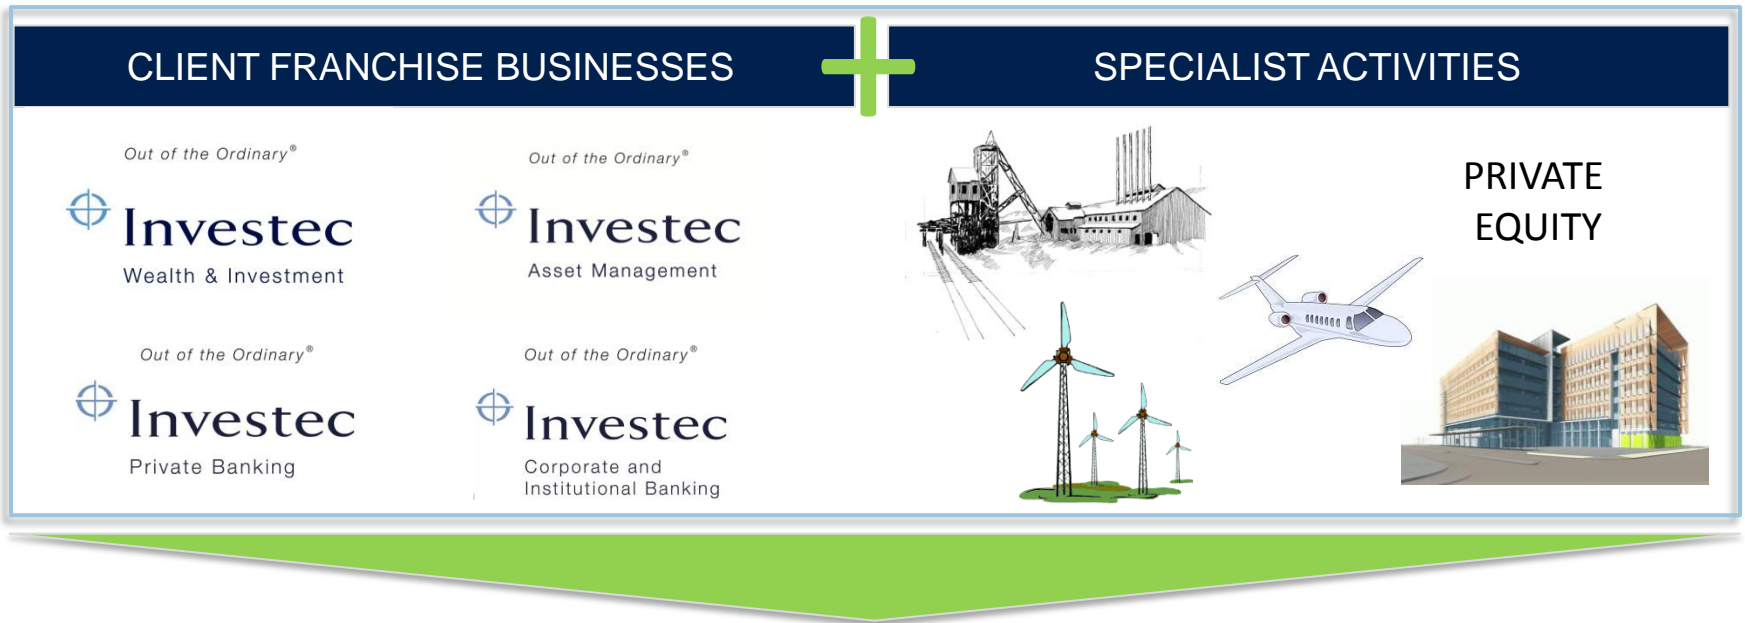 CLIENT FRANCHISE BUSINESSES
SPECIALIST ACTIVITIES
Out of the Ordinary®
Investec
Wealth & Investment
Out of the Ordinary®
Investec
Asset Management
Out of the Ordinary®
Investec
Private Banking
Out of the Ordinary®
Investec
Corporate and
Institutional Banking
PRIVATE
EQUITY